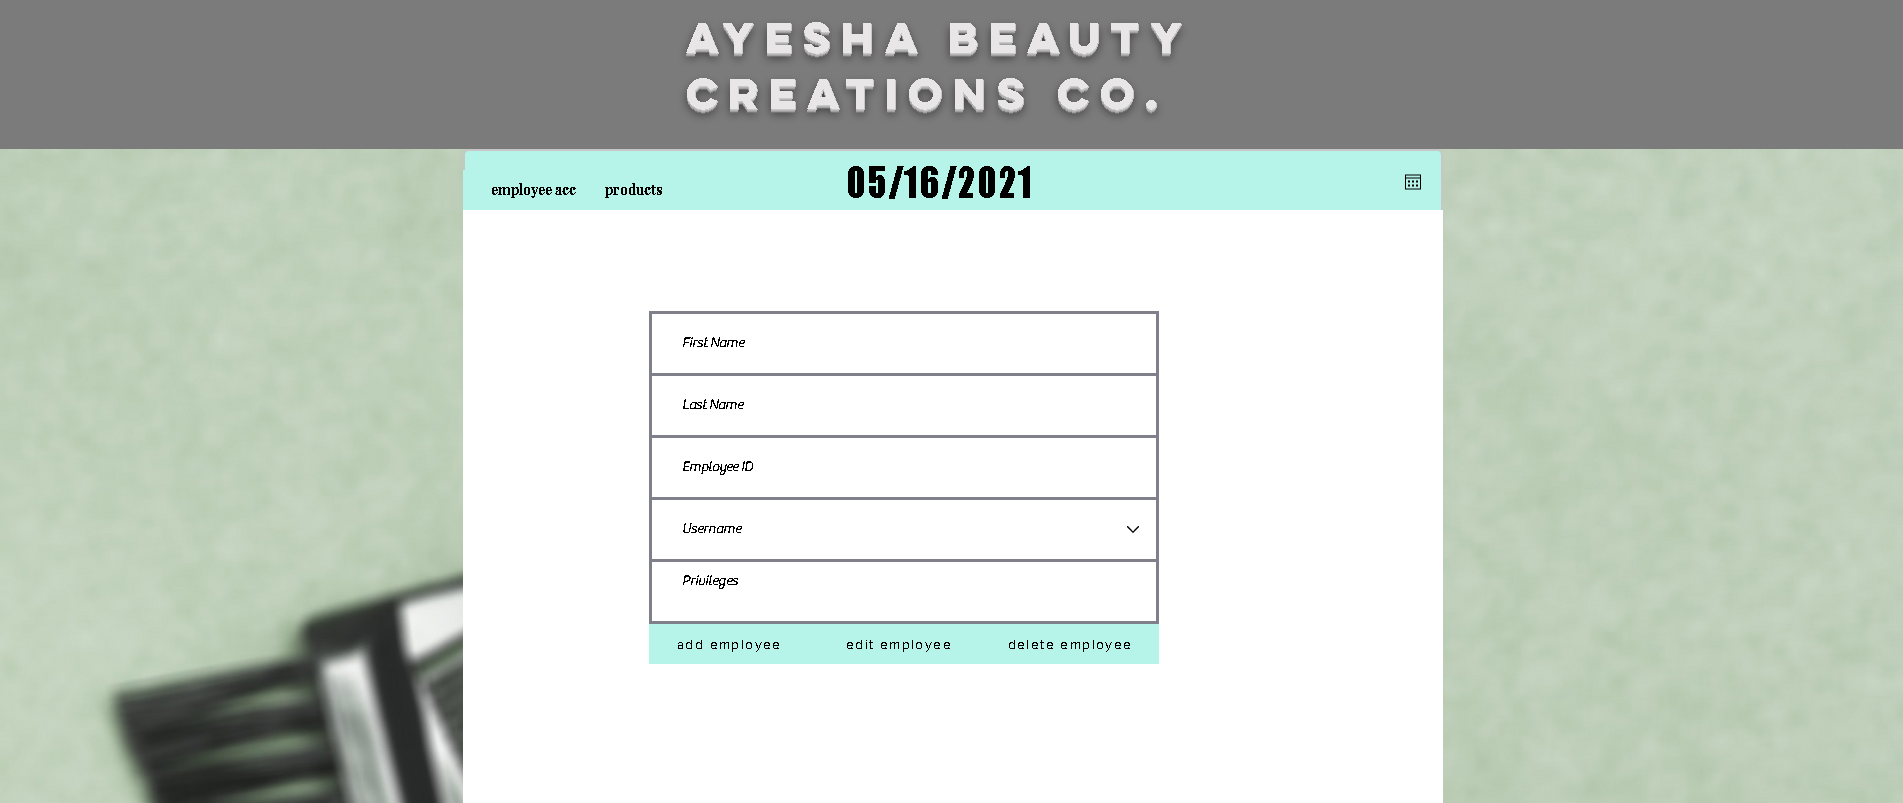 AYESHA BEAUTY
CREATIONS CO.
employee acc products 05/16/2021
First Name
Last Name
Employee ID
Username
Privileges
add employee edit employee delete employee